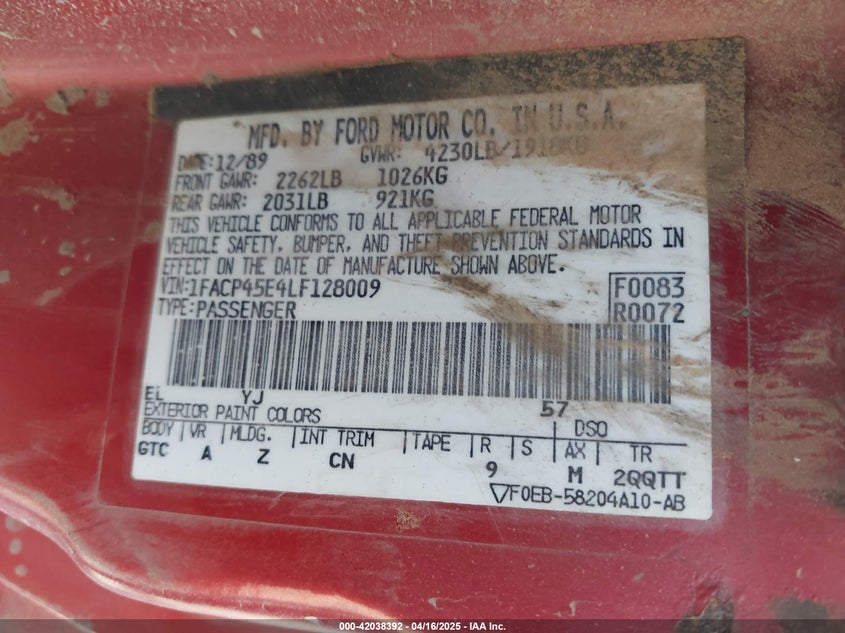 MFD. BY FORD MOTOR CO. IN U.S.A.
DATE: 12/89 GVWR: 4230LB/1918KG
FRONT GAWR: 2262LB 1026KG
REAR GAWR: 2031LB 921KG
THIS VEHICLE CONFORMS TO ALL APPLICABLE FEDERAL MOTOR
VEHICLE SAFETY, BUMPER, AND THEFT PREVENTION STANDARDS IN
EFFECT ON THE DATE OF MANUFACTURE SHOWN ABOVE.
VIN: 1FACP45E4LF128009 F0083
TYPE: PASSENGER R0072
EL YJ 57
EXTERIOR PAINT COLORS DSO
BODY VR MLDG. INT TRIM TAPE R S AX TR
GTC A Z CN 9 M 2QQTT
F0EB-58204A10-AB
000-42038392 - 04/16/2025 - IAA Inc.